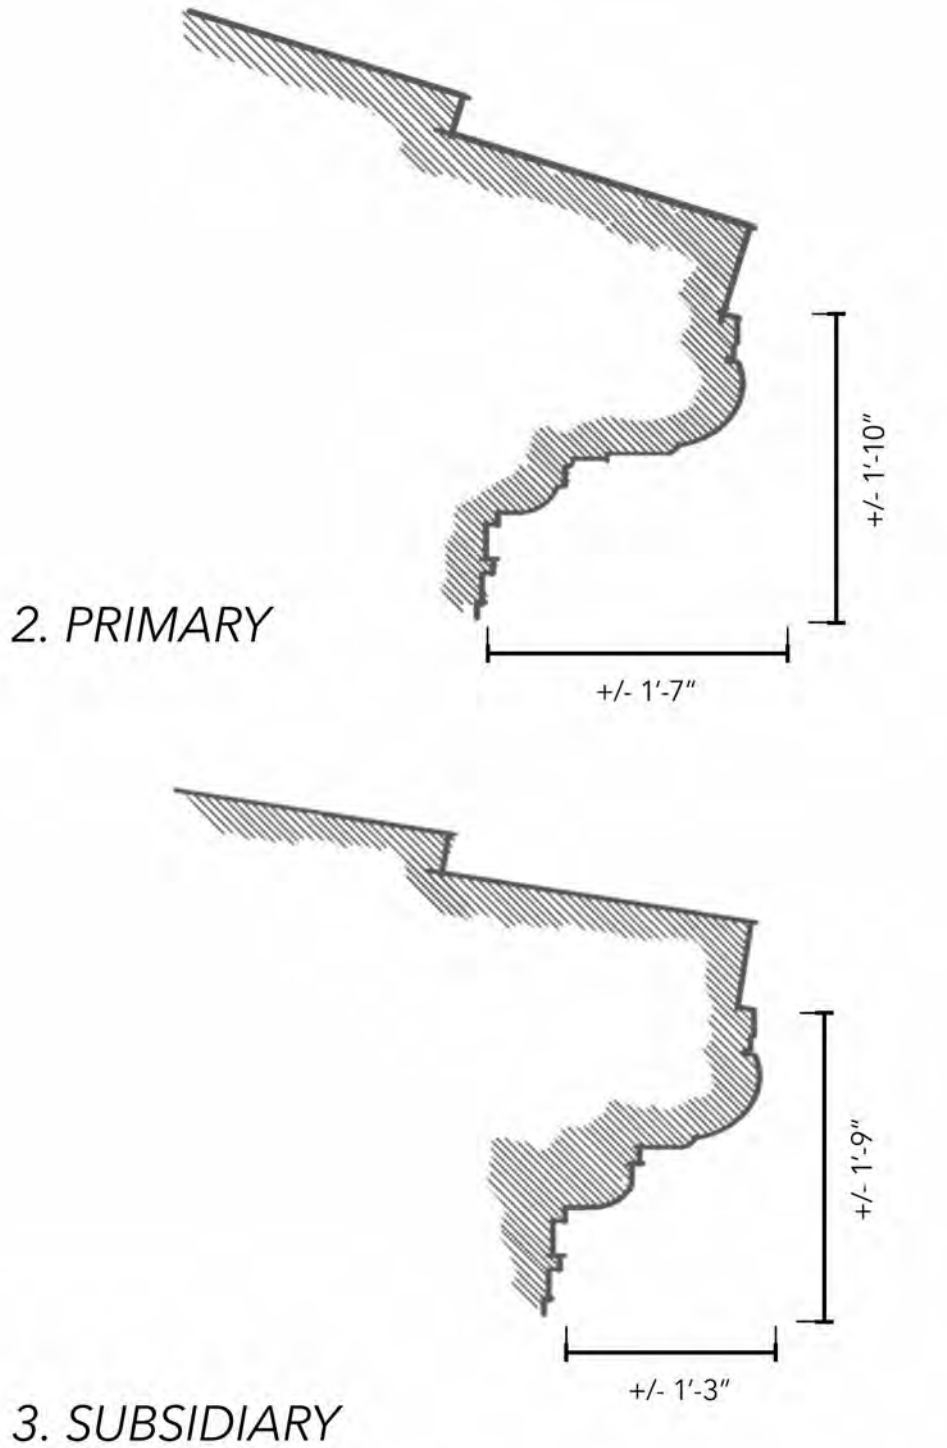 +/- 1'-10"
2. PRIMARY
+/- 1'-7"
+/- 1'-9"
+/- 1'-3"
3. SUBSIDIARY